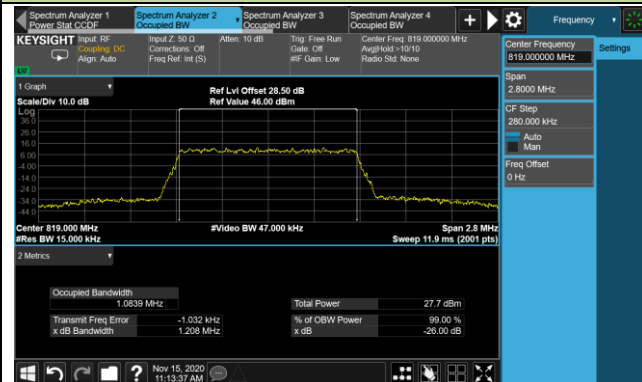 Spectrum Analyzer 1
Power Stat CCDF
Spectrum Analyzer 2
Occupied BW
Spectrum Analyzer 3
Occupied BW
Spectrum Analyzer 4
Occupied BW
Frequency
KEYSIGHT
Input: RF
Coupling: DC
Align: Auto
Input Z: 50 Ω
Corrections: Off
Freq Ref: Int (S)
Atten: 10 dB
Trig: Free Run
Gate: Off
#IF Gain: Low
Center Freq: 819.000000 MHz
Avg|Hold:>10/10
Radio Std: None
Center Frequency
819.000000 MHz
Settings
Span
2.8000 MHz
CF Step
280.000 kHz
Auto
Man
Freq Offset
0 Hz
1 Graph
Scale/Div 10.0 dB
Ref Lvl Offset 28.50 dB
Ref Value 46.00 dBm
Log
36.0
26.0
16.0
6.00
-4.00
-14.0
-24.0
-34.0
-44.0
Center 819.000 MHz
#Video BW 47.000 kHz
Span 2.8 MHz
#Res BW 15.000 kHz
Sweep 11.9 ms (2001 pts)
2 Metrics
Occupied Bandwidth
1.0839 MHz
Total Power 27.7 dBm
Transmit Freq Error -1.032 kHz
% of OBW Power 99.00 %
x dB Bandwidth 1.208 MHz
x dB -26.00 dB
Nov 15, 2020
11:13:37 AM